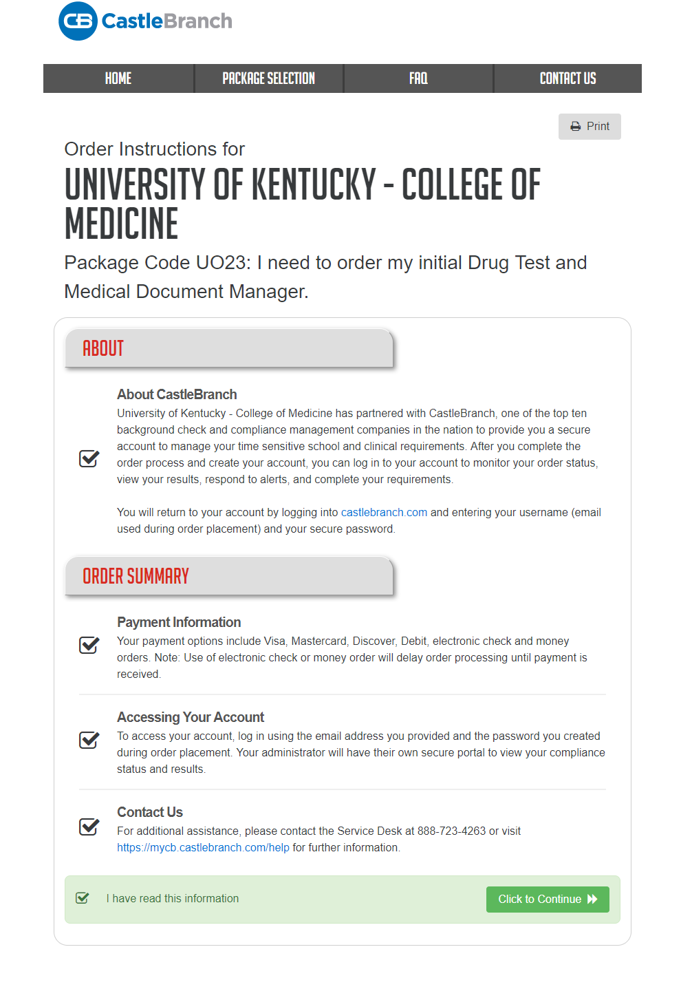 CB CastleBranch
HOME PACKAGE SELECTION FAQ CONTACT US
Print
Order Instructions for
UNIVERSITY OF KENTUCKY - COLLEGE OF
MEDICINE
Package Code UO23: I need to order my initial Drug Test and
Medical Document Manager.
ABOUT
About CastleBranch
University of Kentucky - College of Medicine has partnered with CastleBranch, one of the top ten
background check and compliance management companies in the nation to provide you a secure
account to manage your time sensitive school and clinical requirements. After you complete the
order process and create your account, you can log in to your account to monitor your order status,
view your results, respond to alerts, and complete your requirements.
You will return to your account by logging into castlebranch.com and entering your username (email
used during order placement) and your secure password.
ORDER SUMMARY
Payment Information
Your payment options include Visa, Mastercard, Discover, Debit, electronic check and money
orders. Note: Use of electronic check or money order will delay order processing until payment is
received.
Accessing Your Account
To access your account, log in using the email address you provided and the password you created
during order placement. Your administrator will have their own secure portal to view your compliance
status and results.
Contact Us
For additional assistance, please contact the Service Desk at 888-723-4263 or visit
https://mycb.castlebranch.com/help for further information.
I have read this information
Click to Continue